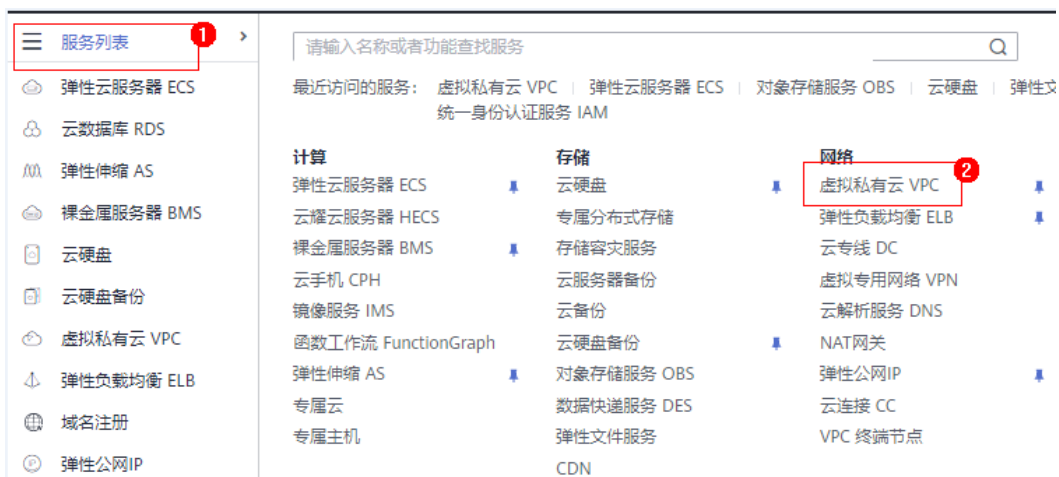 服务列表
1
弹性云服务器 ECS
云数据库 RDS
弹性伸缩 AS
裸金属服务器 BMS
云硬盘
云硬盘备份
虚拟私有云 VPC
弹性负载均衡 ELB
域名注册
弹性公网IP
请输入名称或者功能查找服务
最近访问的服务： 虚拟私有云 VPC | 弹性云服务器 ECS | 对象存储服务 OBS | 云硬盘 | 弹性文
统一身份认证服务 IAM
计算
弹性云服务器 ECS
云耀云服务器 HECS
裸金属服务器 BMS
云手机 CPH
镜像服务 IMS
函数工作流 FunctionGraph
弹性伸缩 AS
专属云
专属主机
存储
云硬盘
专属分布式存储
存储容灾服务
云服务器备份
云备份
云硬盘备份
对象存储服务 OBS
数据快递服务 DES
弹性文件服务
CDN
网络
2
虚拟私有云 VPC
弹性负载均衡 ELB
云专线 DC
虚拟专用网络 VPN
云解析服务 DNS
NAT网关
弹性公网IP
云连接 CC
VPC 终端节点